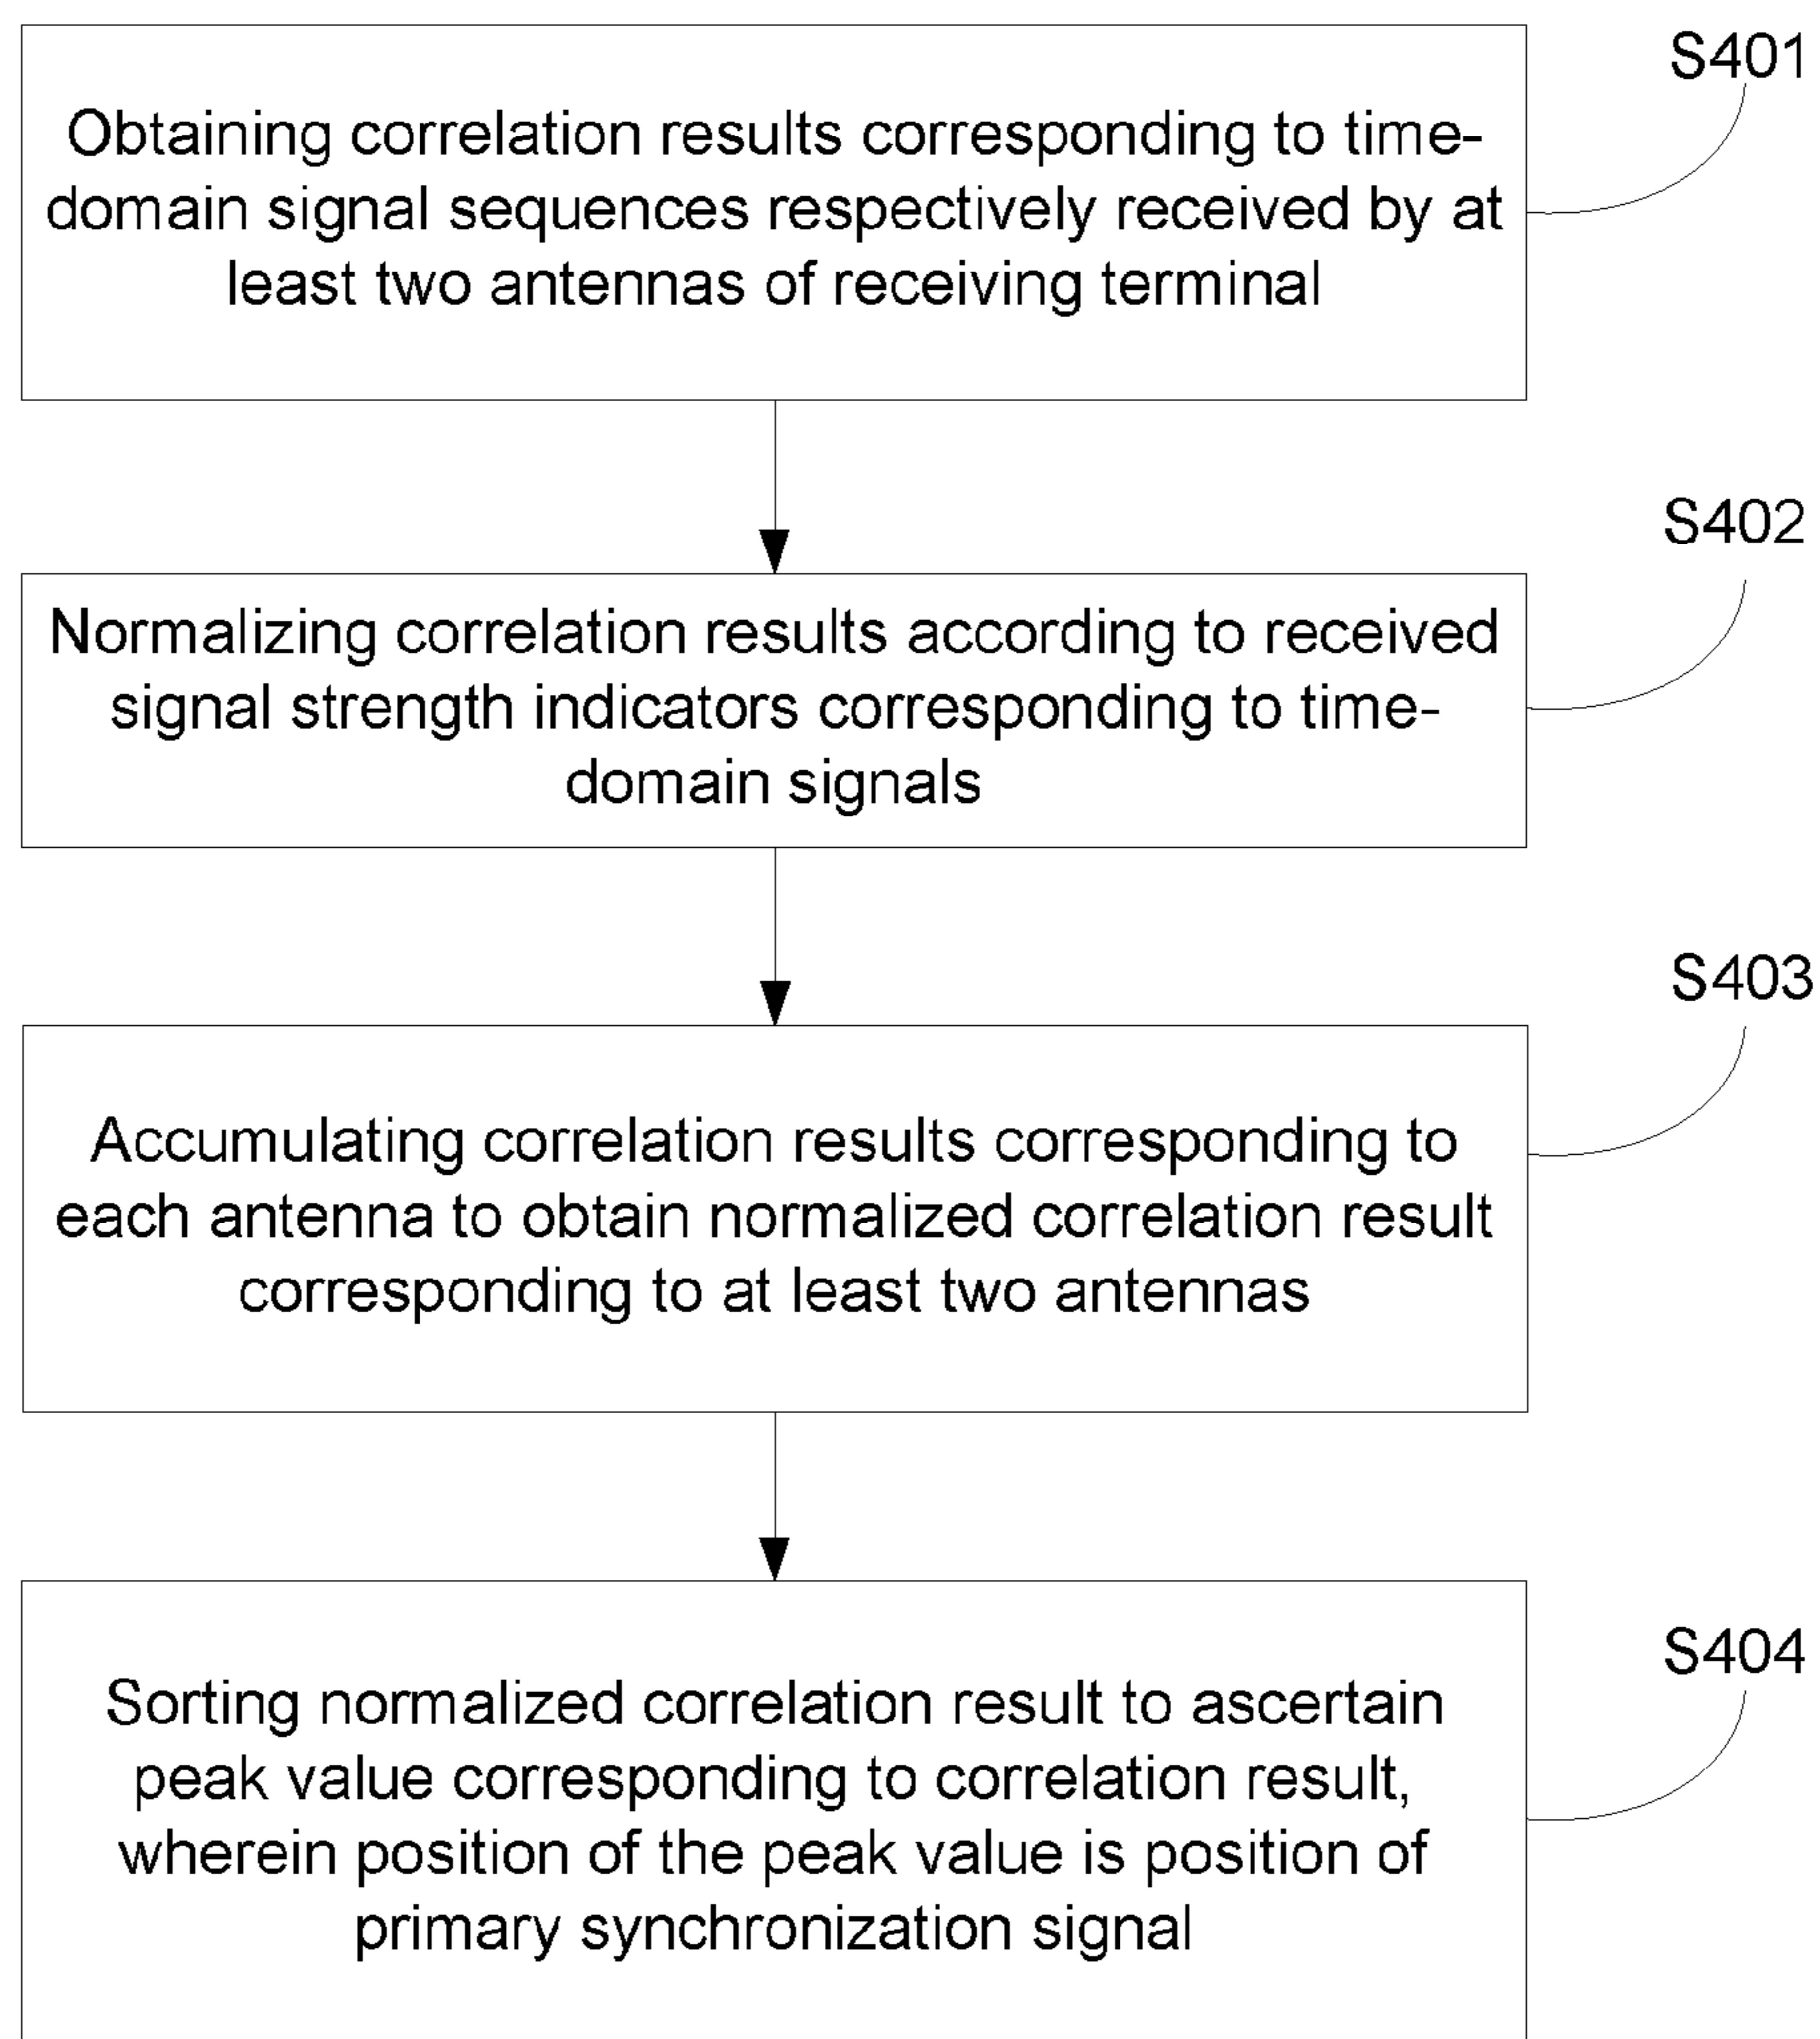 S401
Obtaining correlation results corresponding to time-
domain signal sequences respectively received by at
least two antennas of receiving terminal
S402
Normalizing correlation results according to received
signal strength indicators corresponding to time-
domain signals
S403
Accumulating correlation results corresponding to
each antenna to obtain normalized correlation result
corresponding to at least two antennas
S404
Sorting normalized correlation result to ascertain
peak value corresponding to correlation result,
wherein position of the peak value is position of
primary synchronization signal